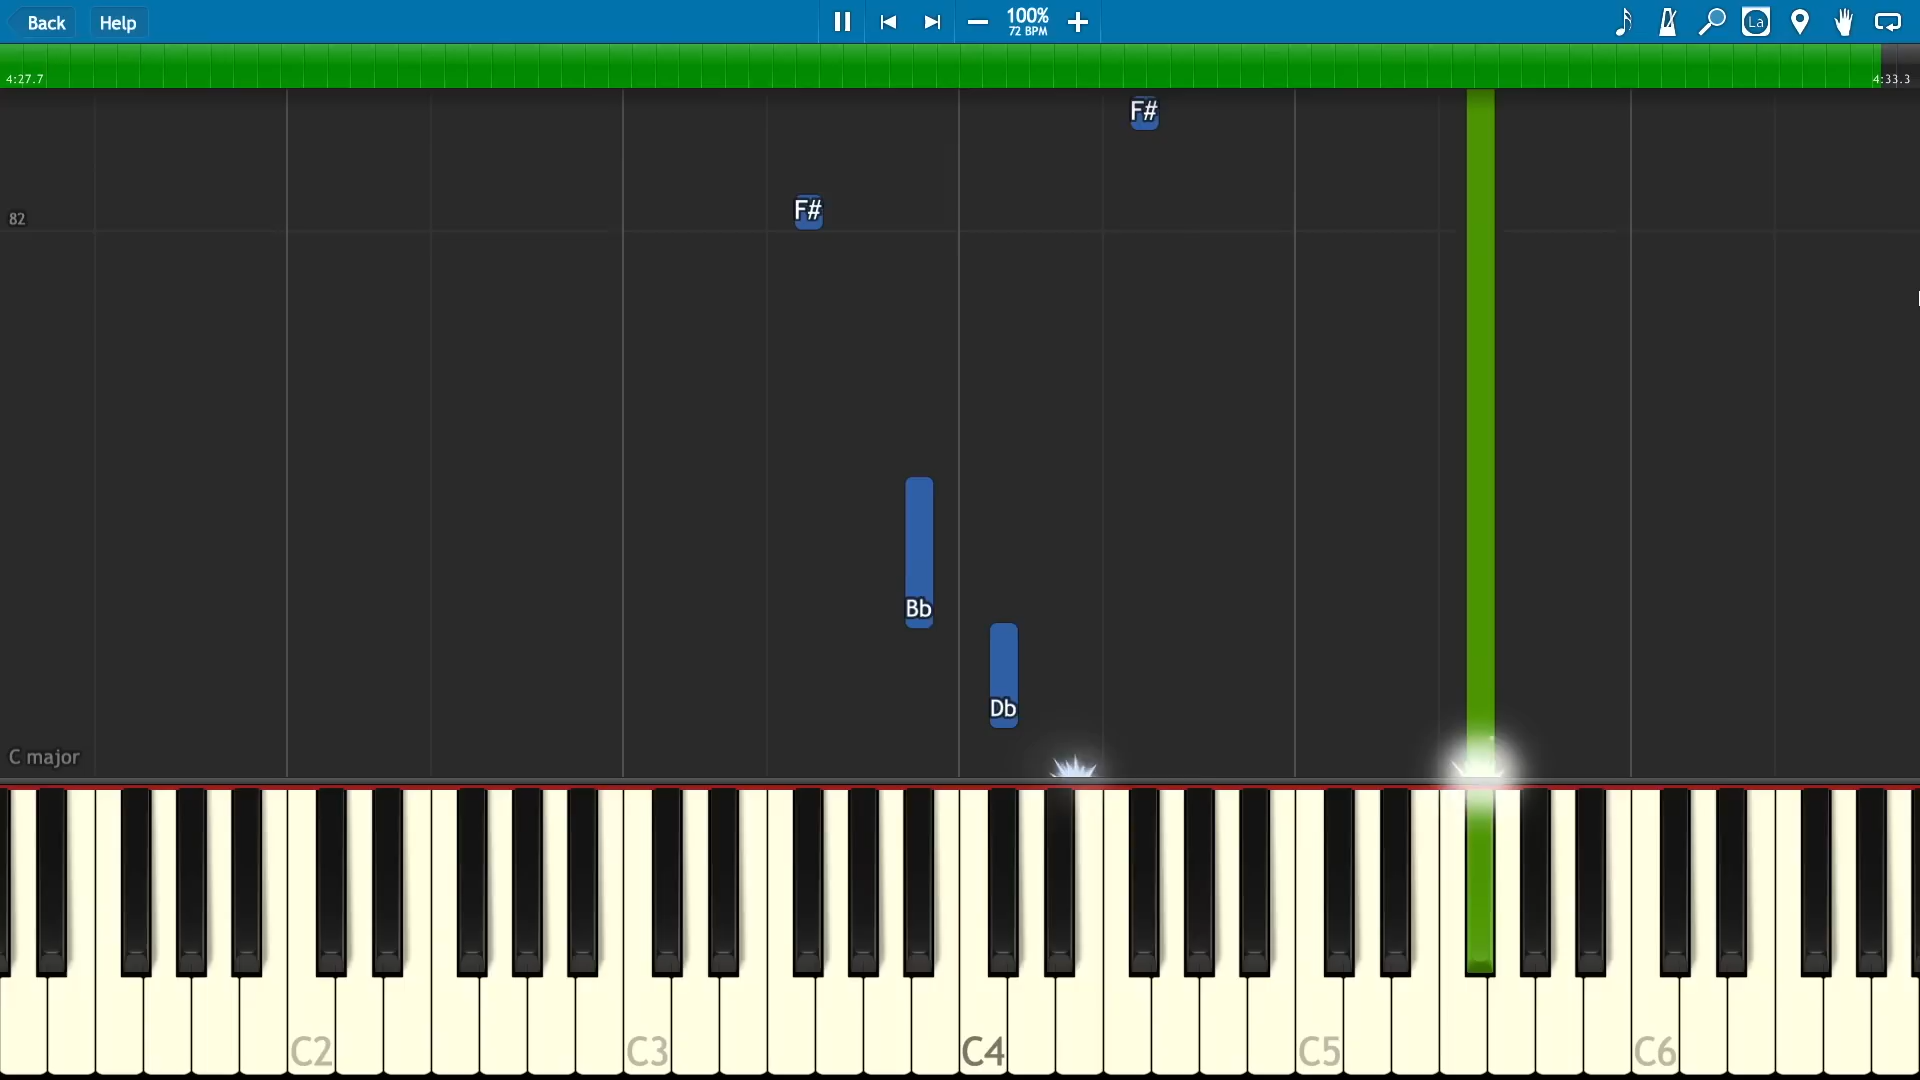 Back Help 100% La
72 BPM
4:27.7 4:33.3
F#
F#
82
Bb
Db
C major
C2 C3 C4 C5 C6